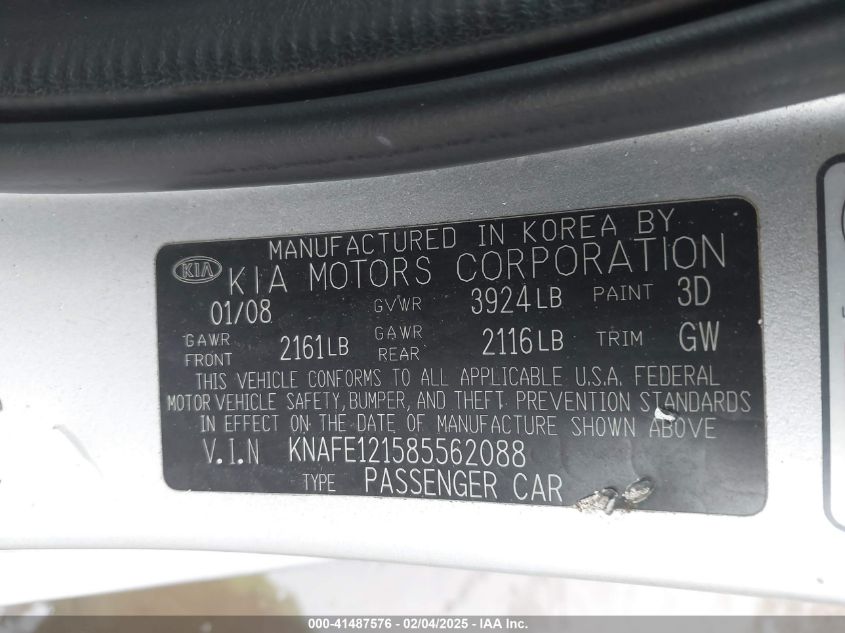 MANUFACTURED IN KOREA BY
KIA KIA MOTORS CORPORATION
01/08 GVWR 3924LB PAINT 3D
GAWR FRONT 2161LB GAWR REAR 2116LB TRIM GW
THIS VEHICLE CONFORMS TO ALL APPLICABLE U.S.A. FEDERAL
MOTOR VEHICLE SAFETY, BUMPER, AND THEFT PREVENTION STANDARDS
IN EFFECT ON THE DATE OF MANUFACTURE SHOWN ABOVE
V.I.N KNAFE121585562088
TYPE PASSENGER CAR
000-41487576 - 02/04/2025 - IAA Inc.